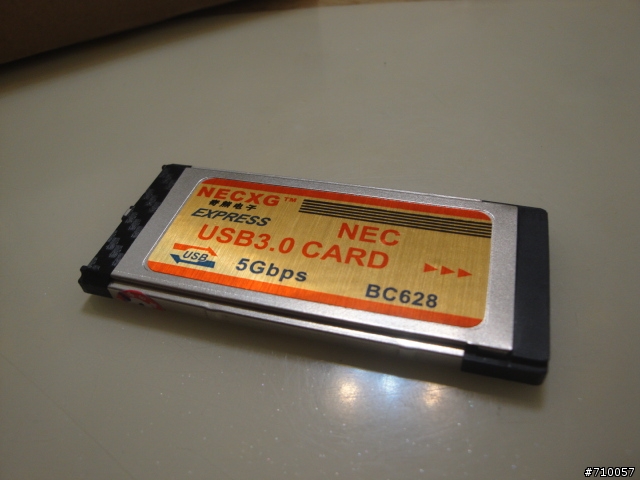 NECXG™
EXPRESS
NEC
USB3.0 CARD
USB
5Gbps
BC628
#710057